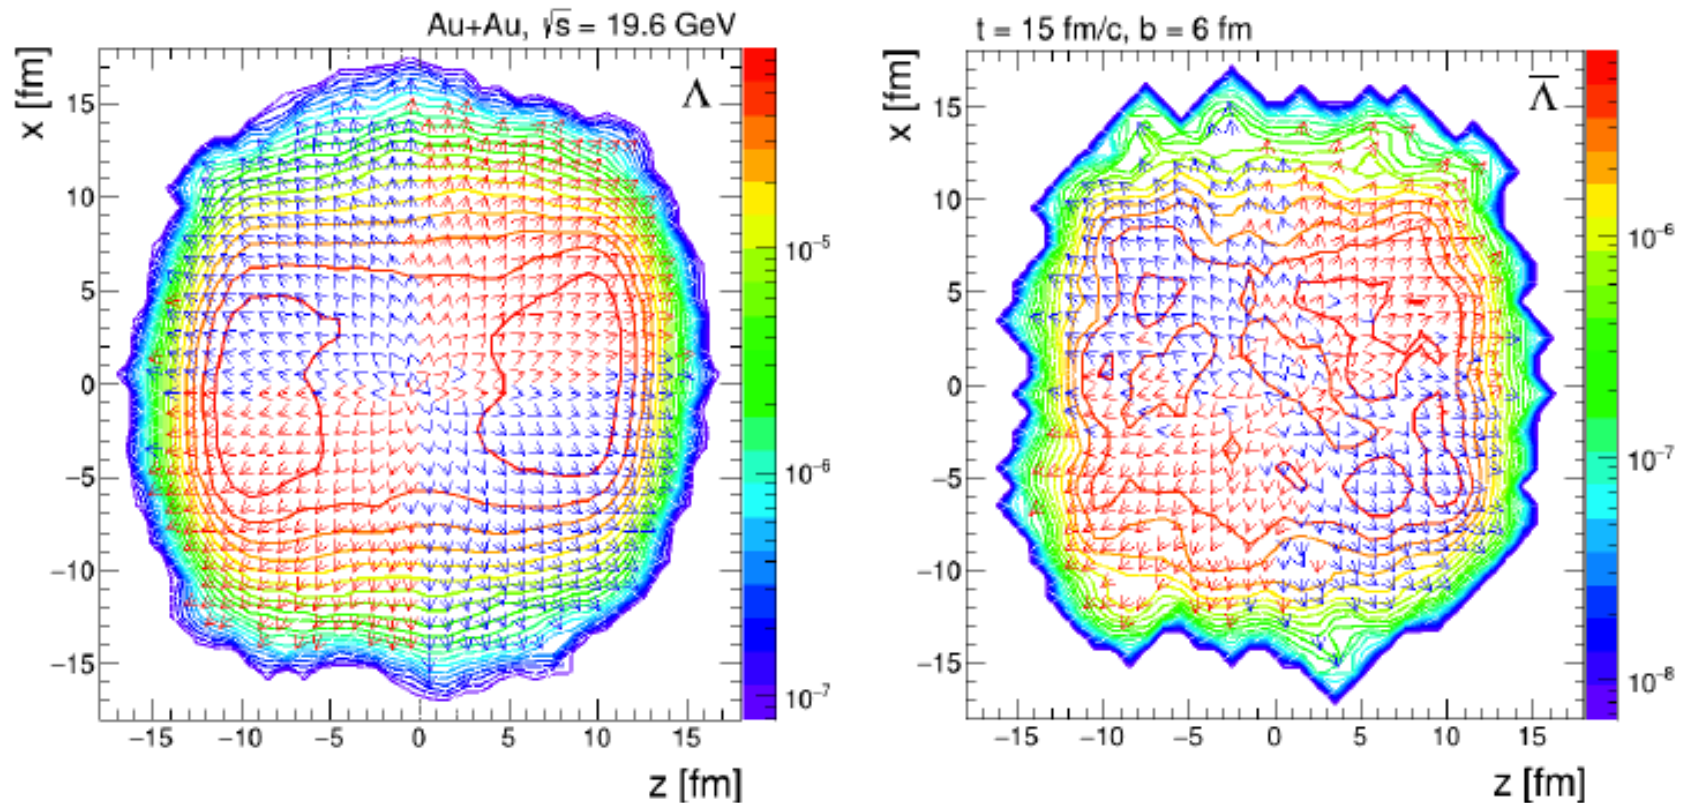 Au+Au, √s = 19.6 GeV
t = 15 fm/c, b = 6 fm
x [fm]
Λ
15
10
5
0
−5
−10
−15
−15 −10 −5 0 5 10 15
z [fm]
10⁻⁵
10⁻⁶
10⁻⁷
x [fm]
Λ̅
15
10
5
0
−5
−10
−15
−15 −10 −5 0 5 10 15
z [fm]
10⁻⁶
10⁻⁷
10⁻⁸